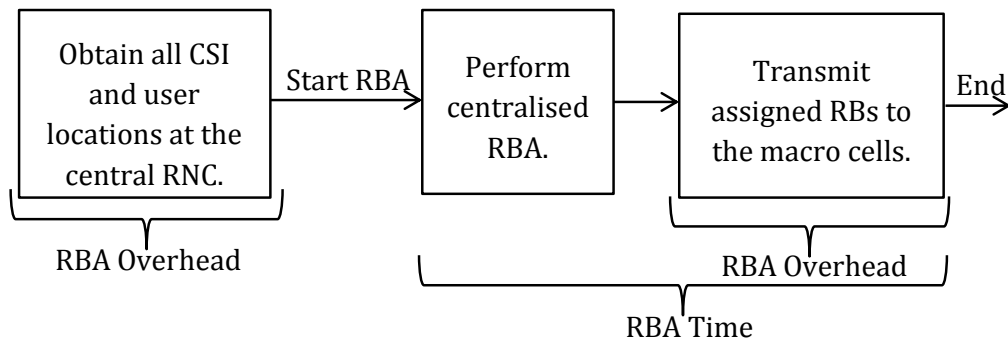 Obtain all CSI
and user
locations at the
central RNC.
Start RBA
Perform
centralised
RBA.
Transmit
assigned RBs to
the macro cells.
End
RBA Overhead
RBA Overhead
RBA Time